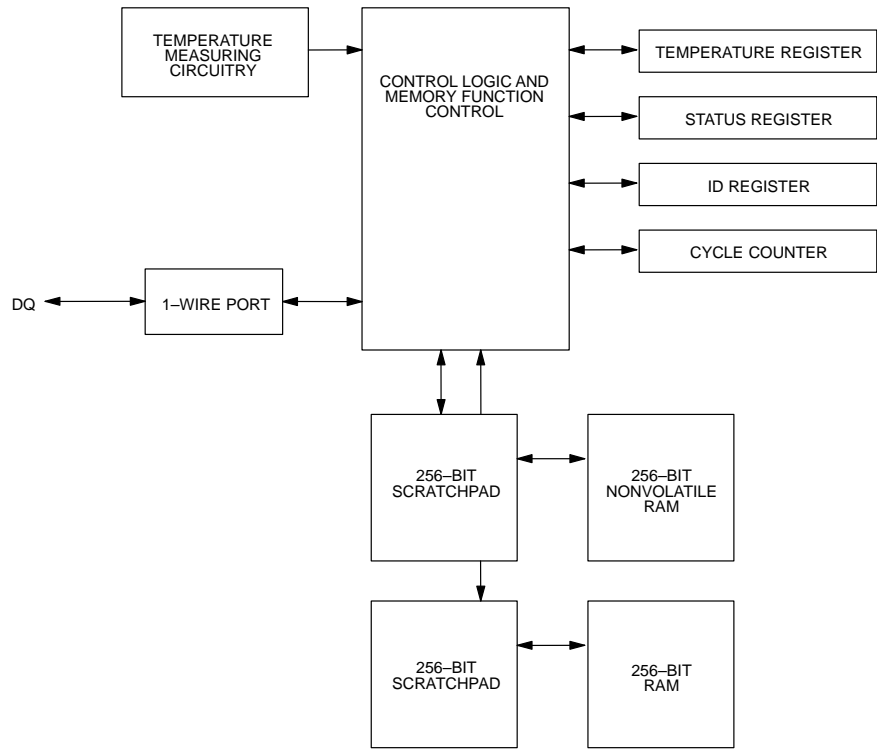 TEMPERATURE
MEASURING
CIRCUITRY
CONTROL LOGIC AND
MEMORY FUNCTION
CONTROL
TEMPERATURE REGISTER
STATUS REGISTER
ID REGISTER
CYCLE COUNTER
DQ
1–WIRE PORT
256–BIT
SCRATCHPAD
256–BIT
NONVOLATILE
RAM
256–BIT
SCRATCHPAD
256–BIT
RAM